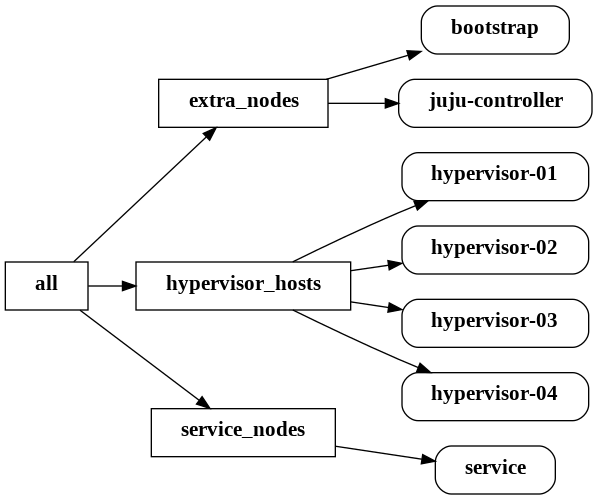 bootstrap
extra_nodes
juju-controller
hypervisor-01
hypervisor-02
all
hypervisor_hosts
hypervisor-03
hypervisor-04
service_nodes
service